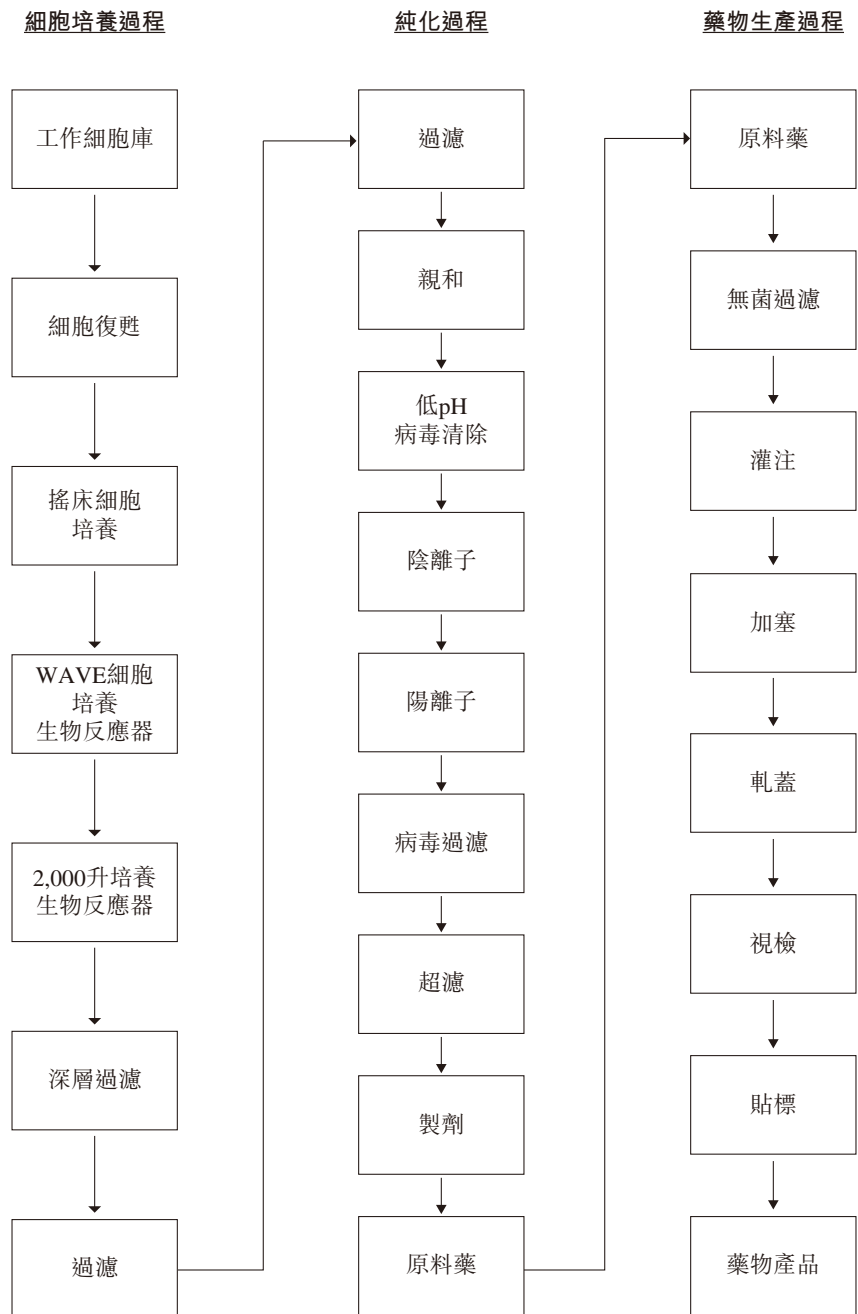 細胞培養過程
工作細胞庫
細胞復甦
搖床細胞
培養
WAVE細胞
培養
生物反應器
2,000升培養
生物反應器
深層過濾
過濾
純化過程
過濾
親和
低pH
病毒清除
陰離子
陽離子
病毒過濾
超濾
製劑
原料藥
藥物生產過程
原料藥
無菌過濾
灌注
加塞
軋蓋
視檢
貼標
藥物產品